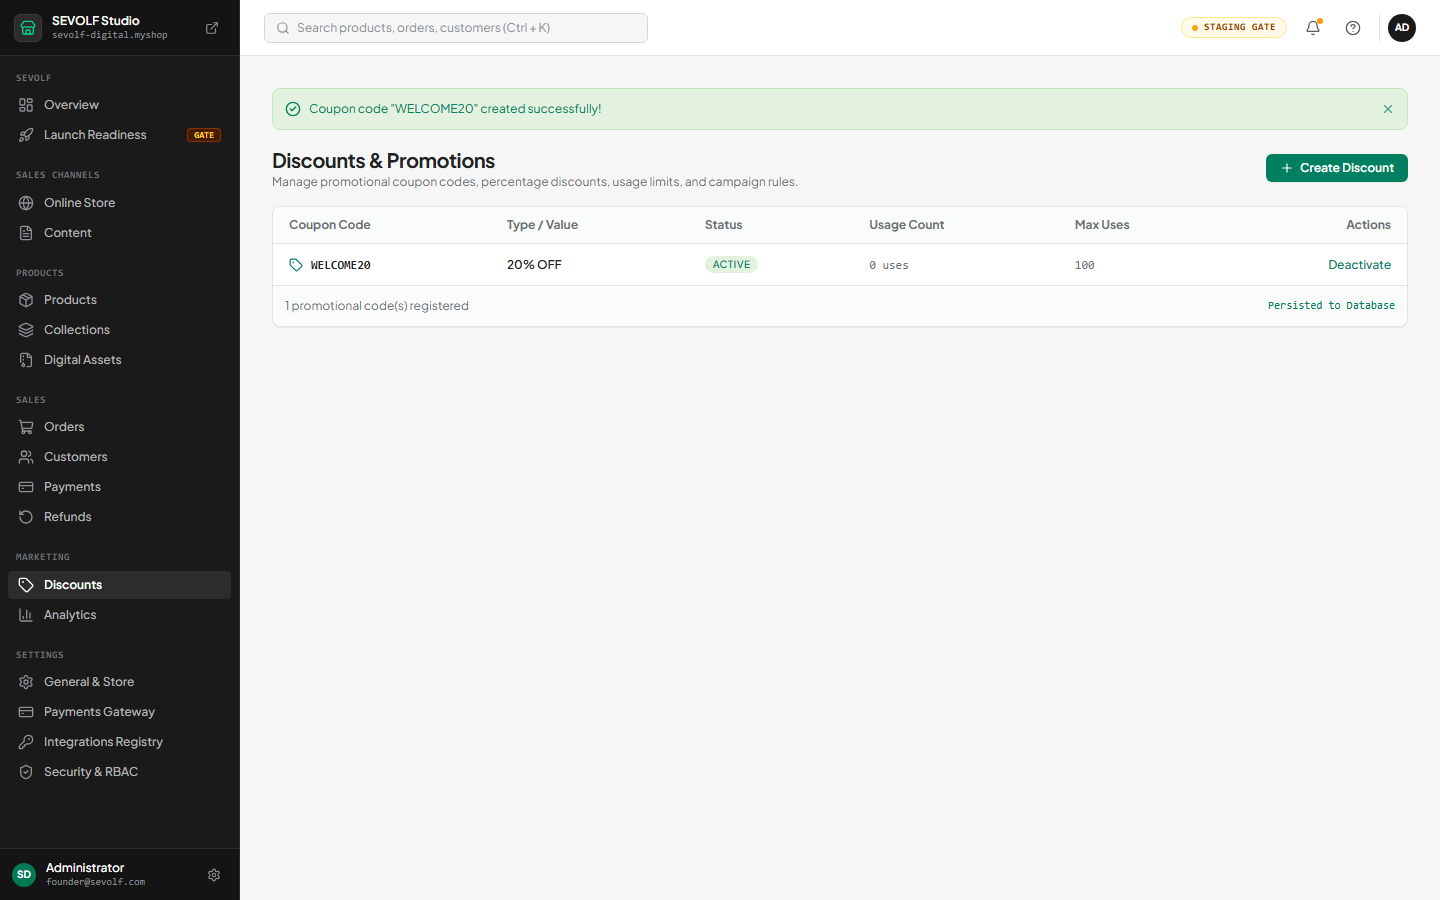 SEVOLF Studio
sevolf-digital.myshop
SEVOLF
Overview
Launch Readiness GATE
SALES CHANNELS
Online Store
Content
PRODUCTS
Products
Collections
Digital Assets
SALES
Orders
Customers
Payments
Refunds
MARKETING
Discounts
Analytics
SETTINGS
General & Store
Payments Gateway
Integrations Registry
Security & RBAC
SD Administrator
founder@sevolf.com
Search products, orders, customers (Ctrl + K)
STAGING GATE
AD
Coupon code "WELCOME20" created successfully!
Discounts & Promotions
Manage promotional coupon codes, percentage discounts, usage limits, and campaign rules.
Create Discount
Coupon Code Type / Value Status Usage Count Max Uses Actions
WELCOME20 20% OFF ACTIVE 0 uses 100 Deactivate
1 promotional code(s) registered Persisted to Database